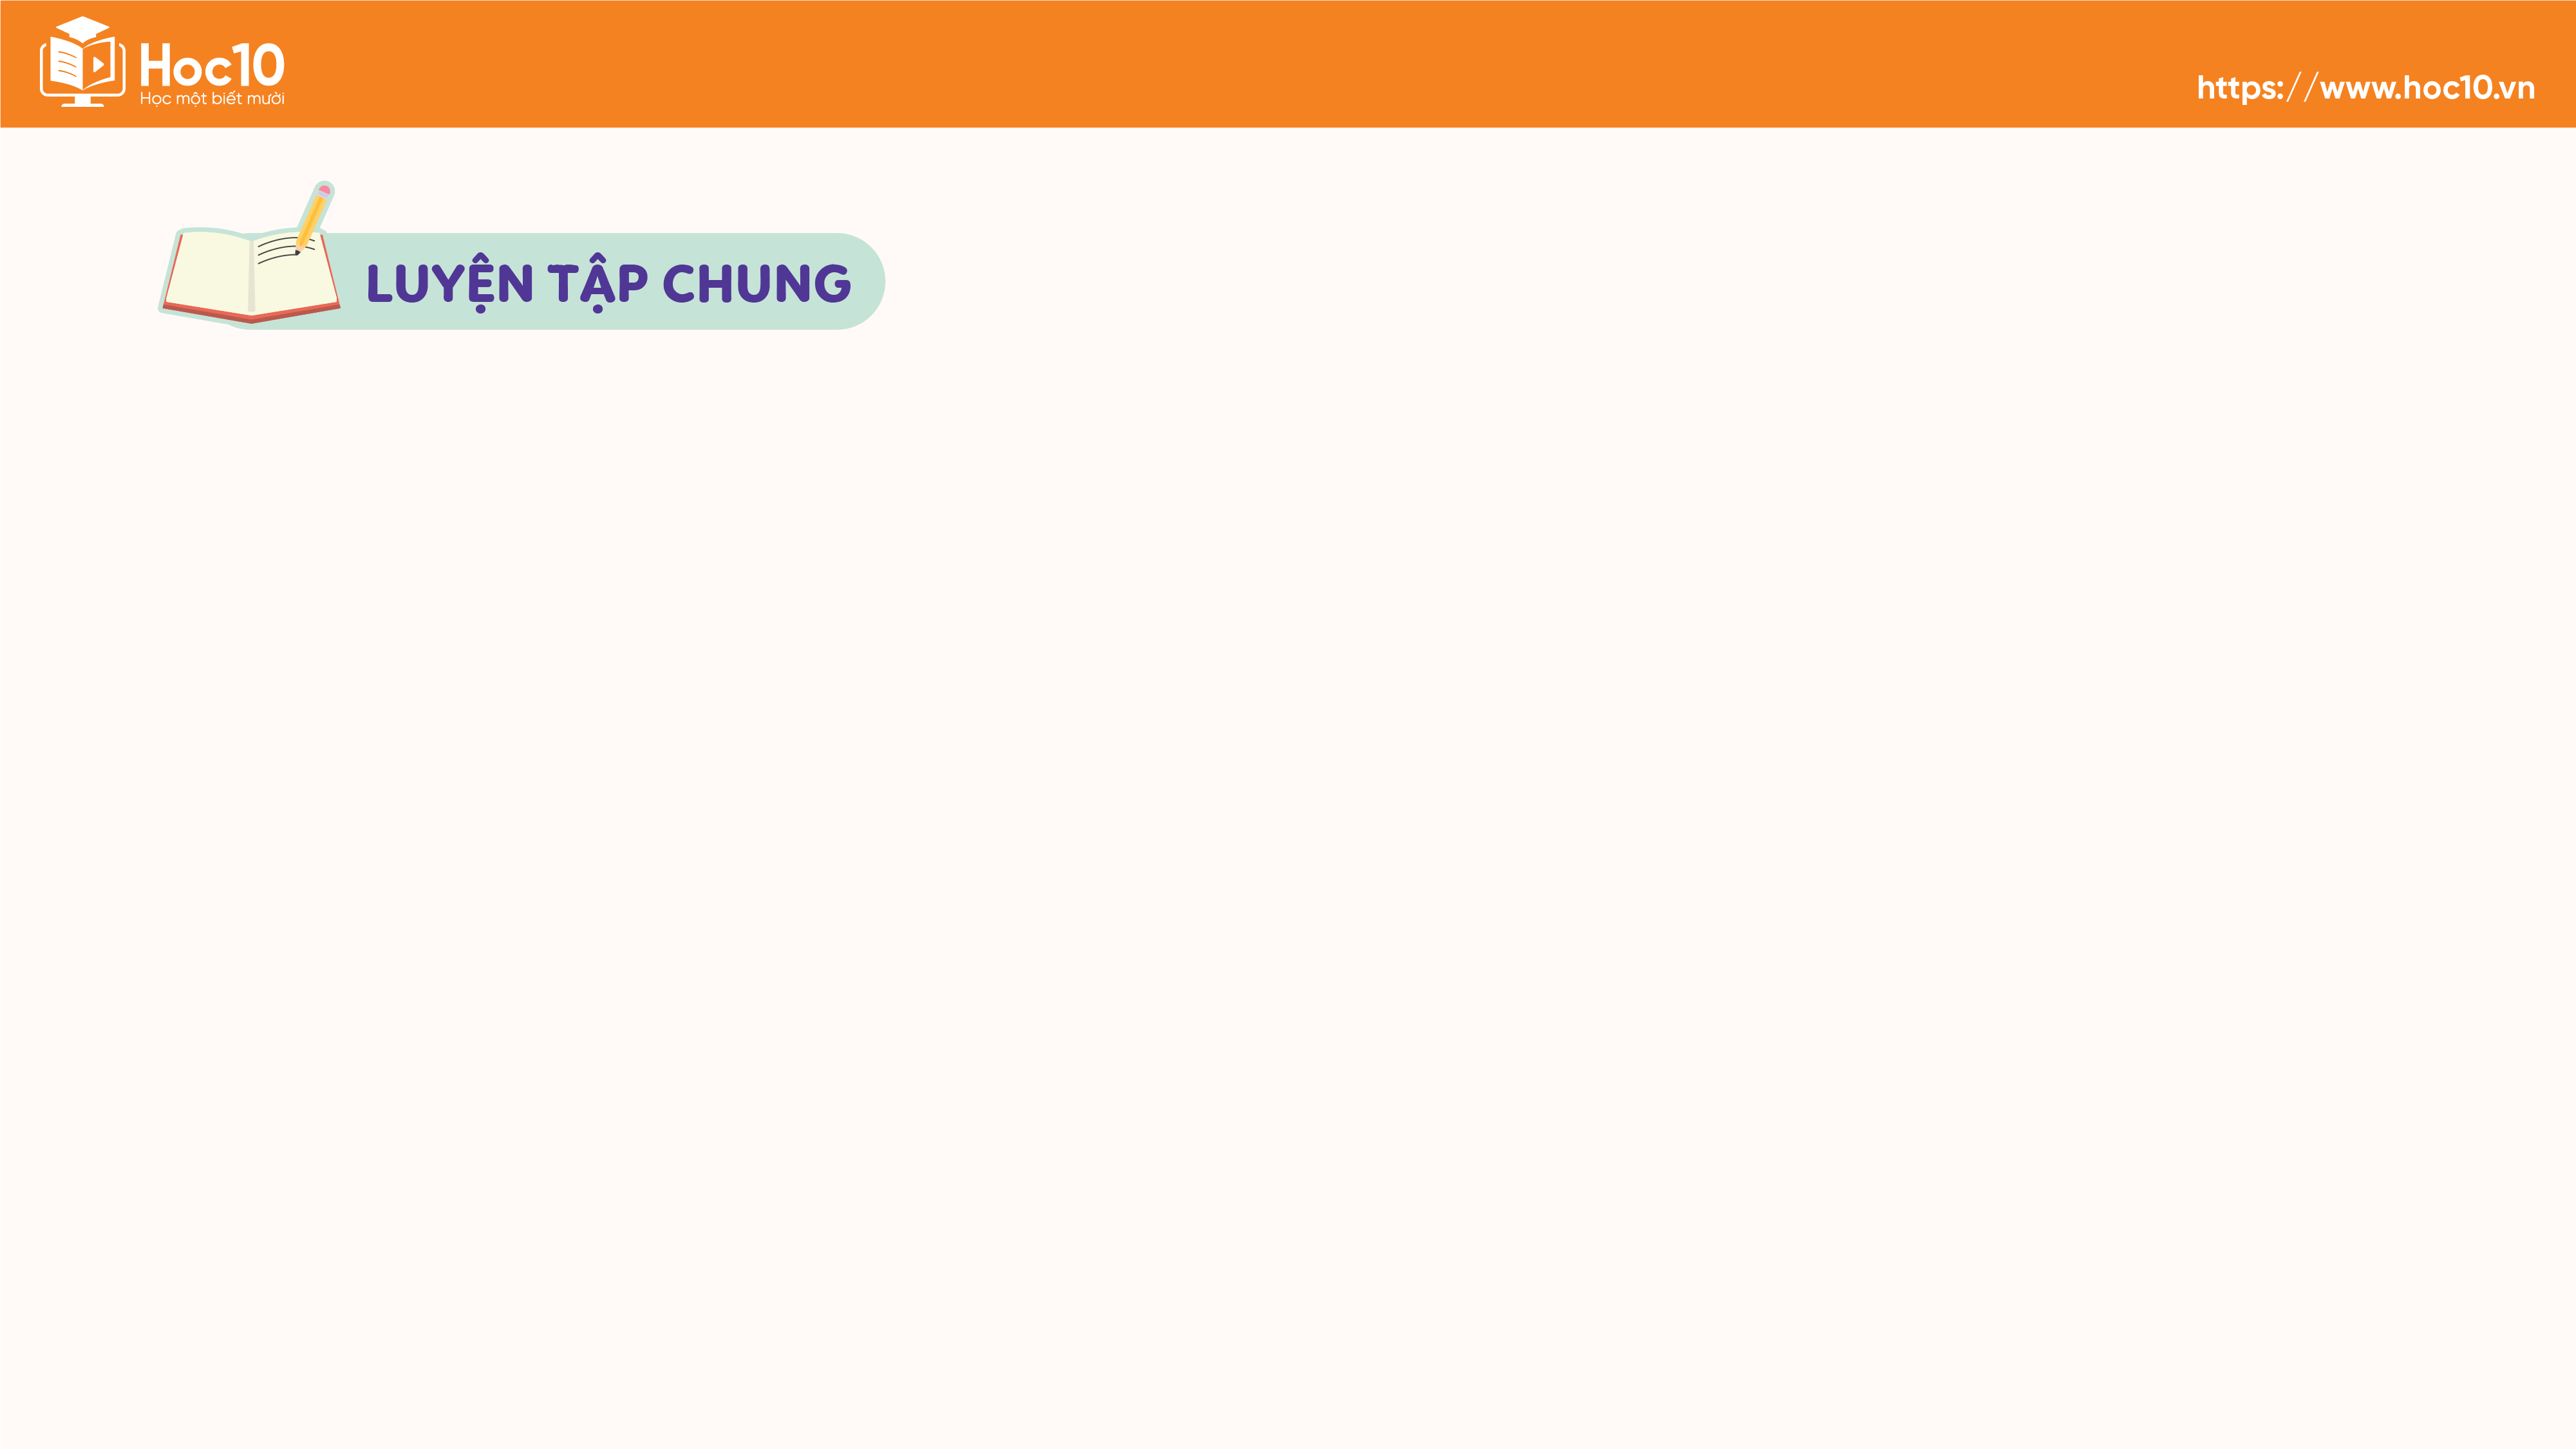 Hoc10
Học một biết mười
https://www.hoc10.vn
LUYỆN TẬP CHUNG